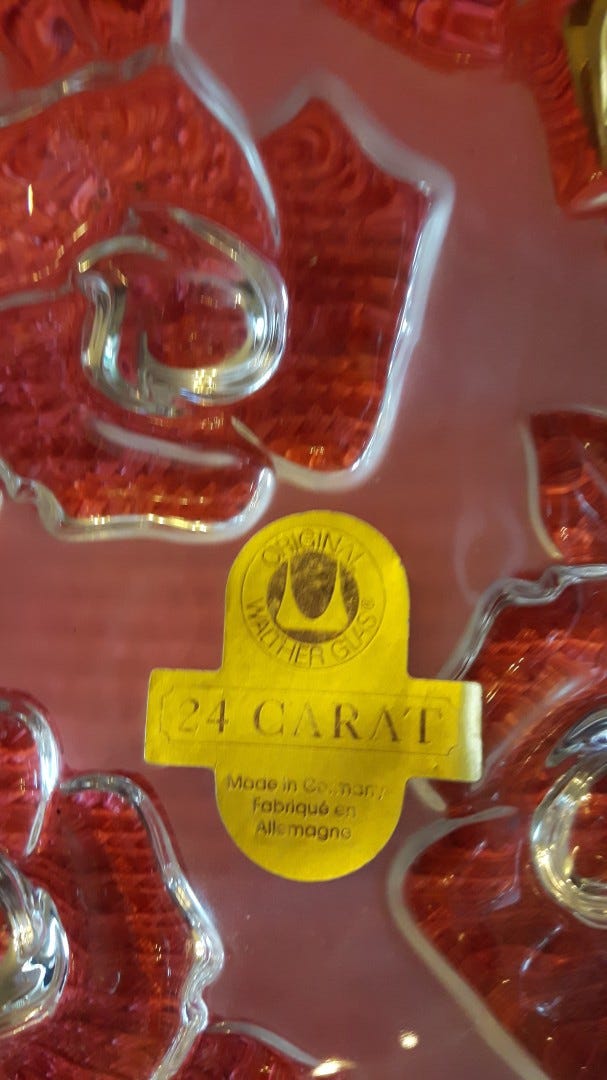 ORIGINAL
WALTHER GLAS®
24 CARAT
Made in Germany
Fabriqué en
Allemagne